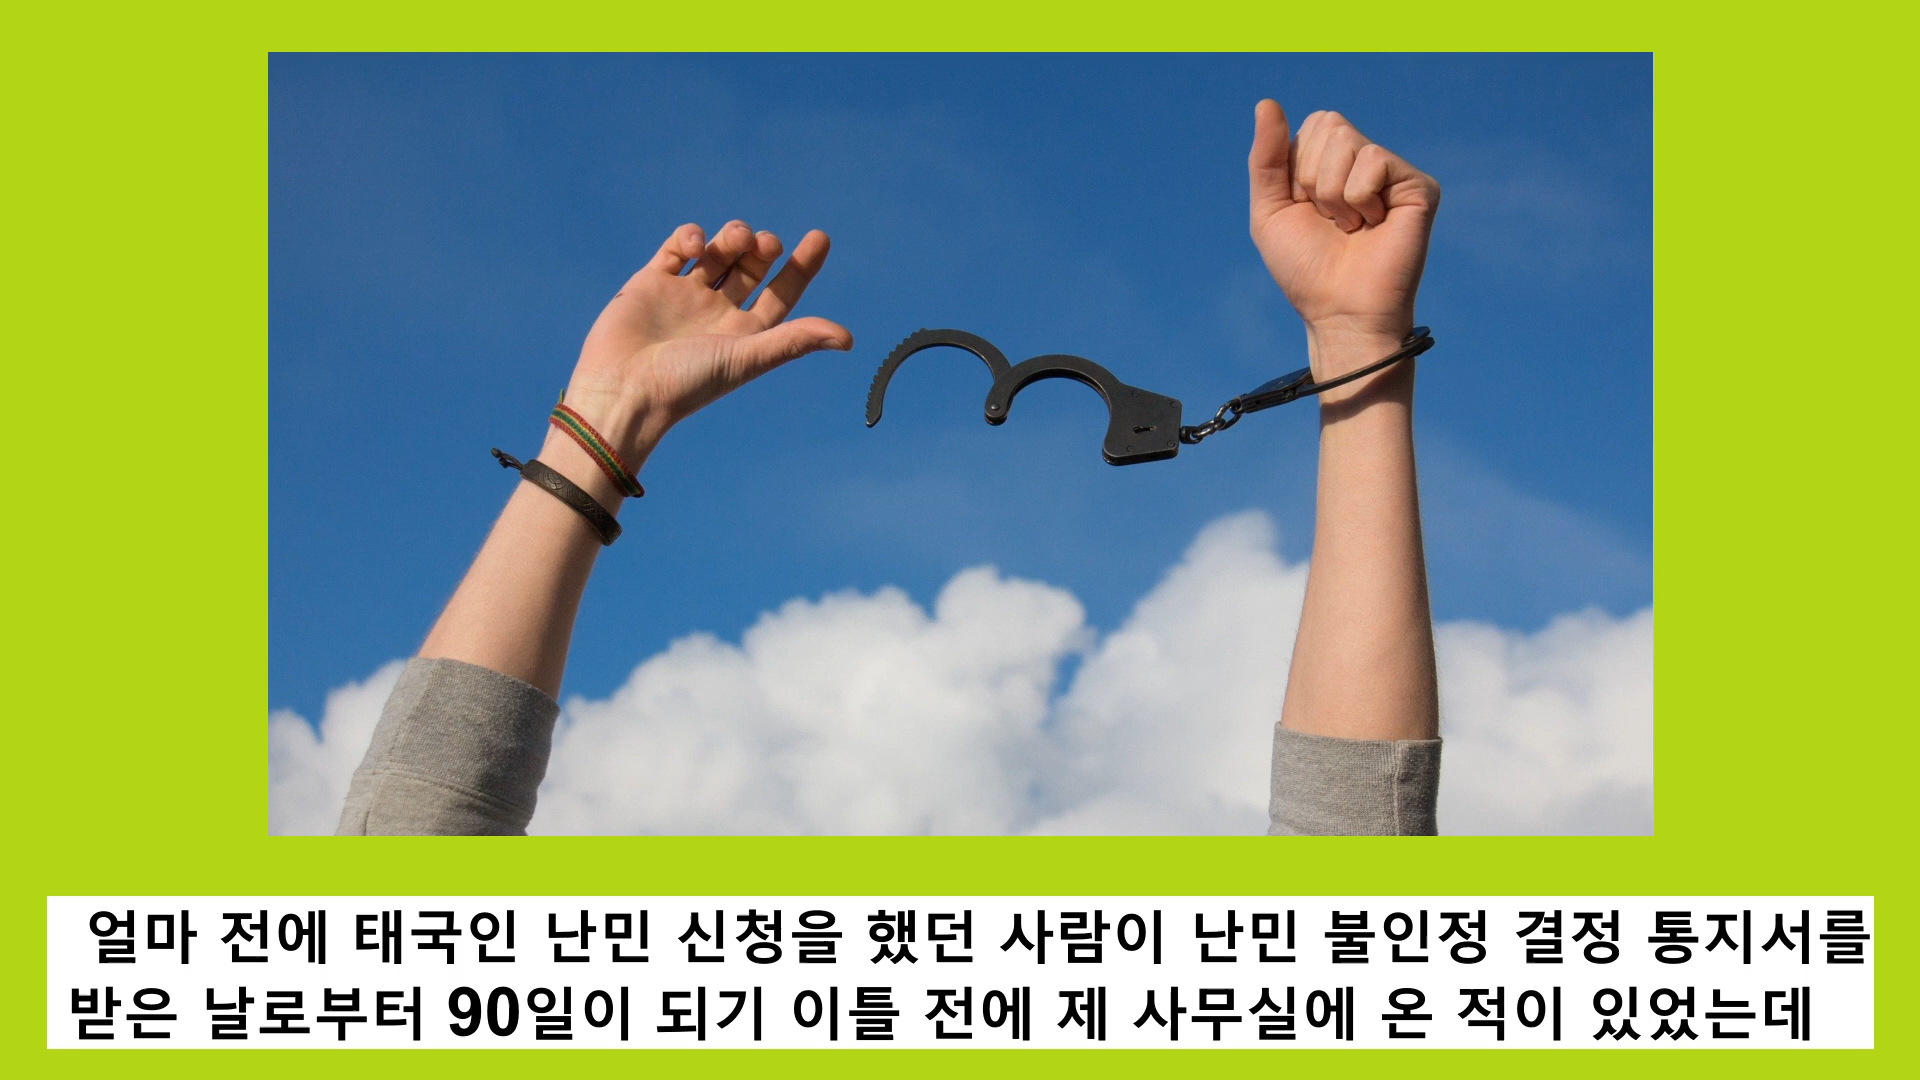 얼마 전에 태국인 난민 신청을 했던 사람이 난민 불인정 결정 통지서를
받은 날로부터 90일이 되기 이틀 전에 제 사무실에 온 적이 있었는데